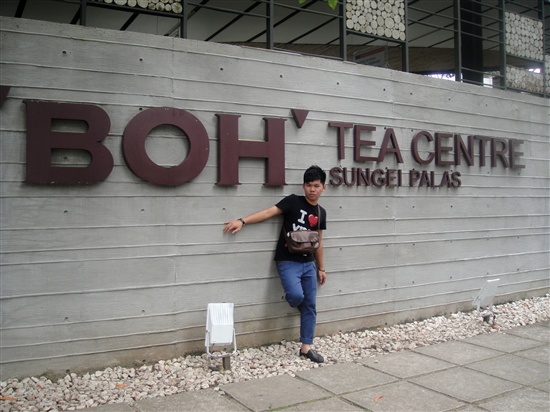 BOH
TEA CENTRE
SUNGEI PALAS
I